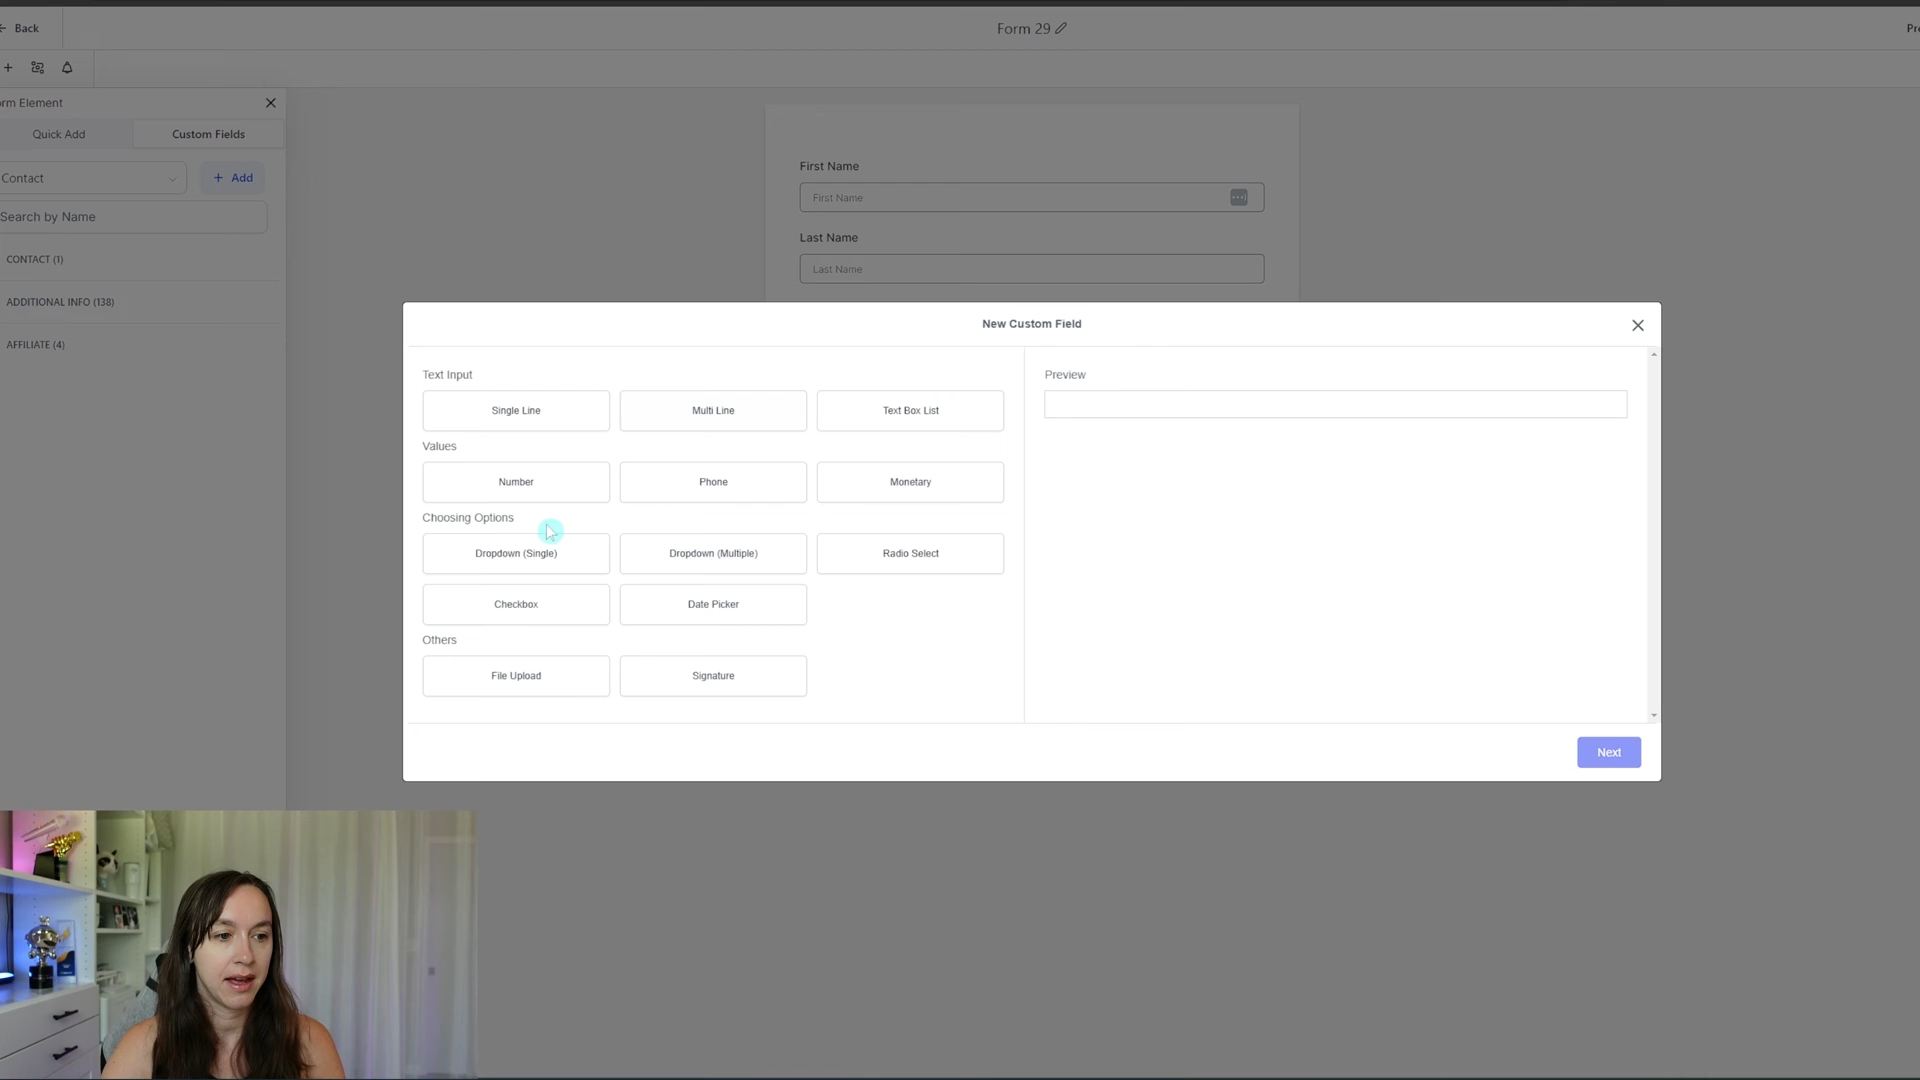 Back
Form 29
Pre
rm Element
Quick Add
Custom Fields
Contact
+ Add
Search by Name
CONTACT (1)
ADDITIONAL INFO (138)
AFFILIATE (4)
First Name
First Name
Last Name
Last Name
New Custom Field
Text Input
Single Line
Multi Line
Text Box List
Values
Number
Phone
Monetary
Choosing Options
Dropdown (Single)
Dropdown (Multiple)
Radio Select
Checkbox
Date Picker
Others
File Upload
Signature
Preview
Next